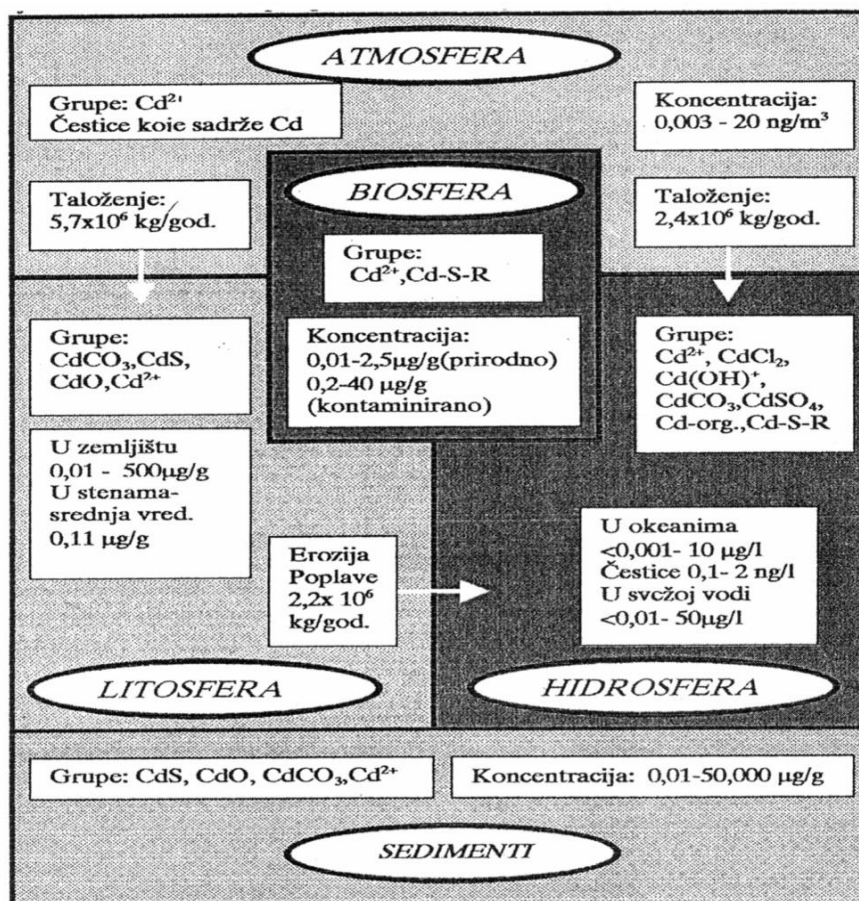 ATMOSFERA
Grupe: Cd²⁺
Čestice koie sadrže Cd
Koncentracija:
0,003 - 20 ng/m³
Taloženje:
5,7x10⁶ kg/god.
BIOSFERA
Taloženje:
2,4x10⁶ kg/god.
Grupe:
Cd²⁺,Cd-S-R
Koncentracija:
0,01-2,5µg/g(prirodno)
0,2-40 µg/g
(kontaminirano)
Grupe:
CdCO₃,CdS,
CdO,Cd²⁺
Grupe:
Cd²⁺, CdCl₂,
Cd(OH)⁺,
CdCO₃,CdSO₄,
Cd-org.,Cd-S-R
U zemljištu
0,01 - 500µg/g
U stenama-
srednja vred.
0,11 µg/g
Erozija
Poplave
2,2x 10⁶
kg/god.
U okeanima
<0,001- 10 µg/l
Čestice 0,1- 2 ng/l
U svežoj vodi
<0,01- 50µg/l
LITOSFERA
HIDROSFERA
Grupe: CdS, CdO, CdCO₃,Cd²⁺
Koncentracija: 0,01-50,000 µg/g
SEDIMENTI